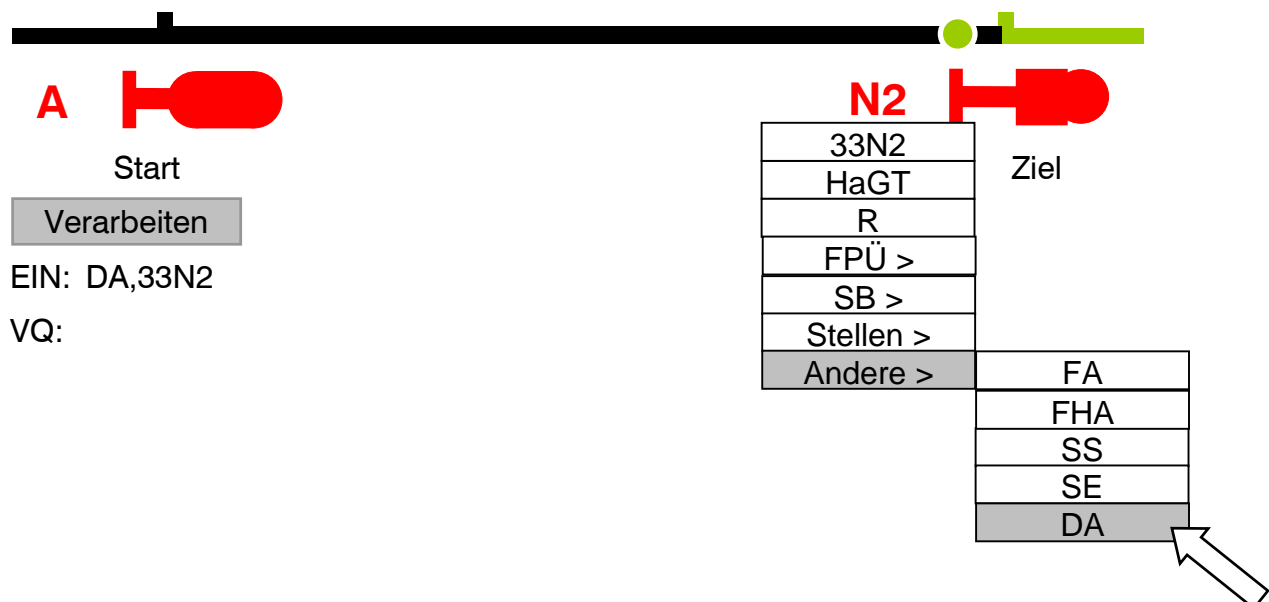 A
N2
Start
Ziel
33N2
HaGT
R
FPÜ >
SB >
Stellen >
Andere >
Verarbeiten
EIN: DA,33N2
VQ:
FA
FHA
SS
SE
DA